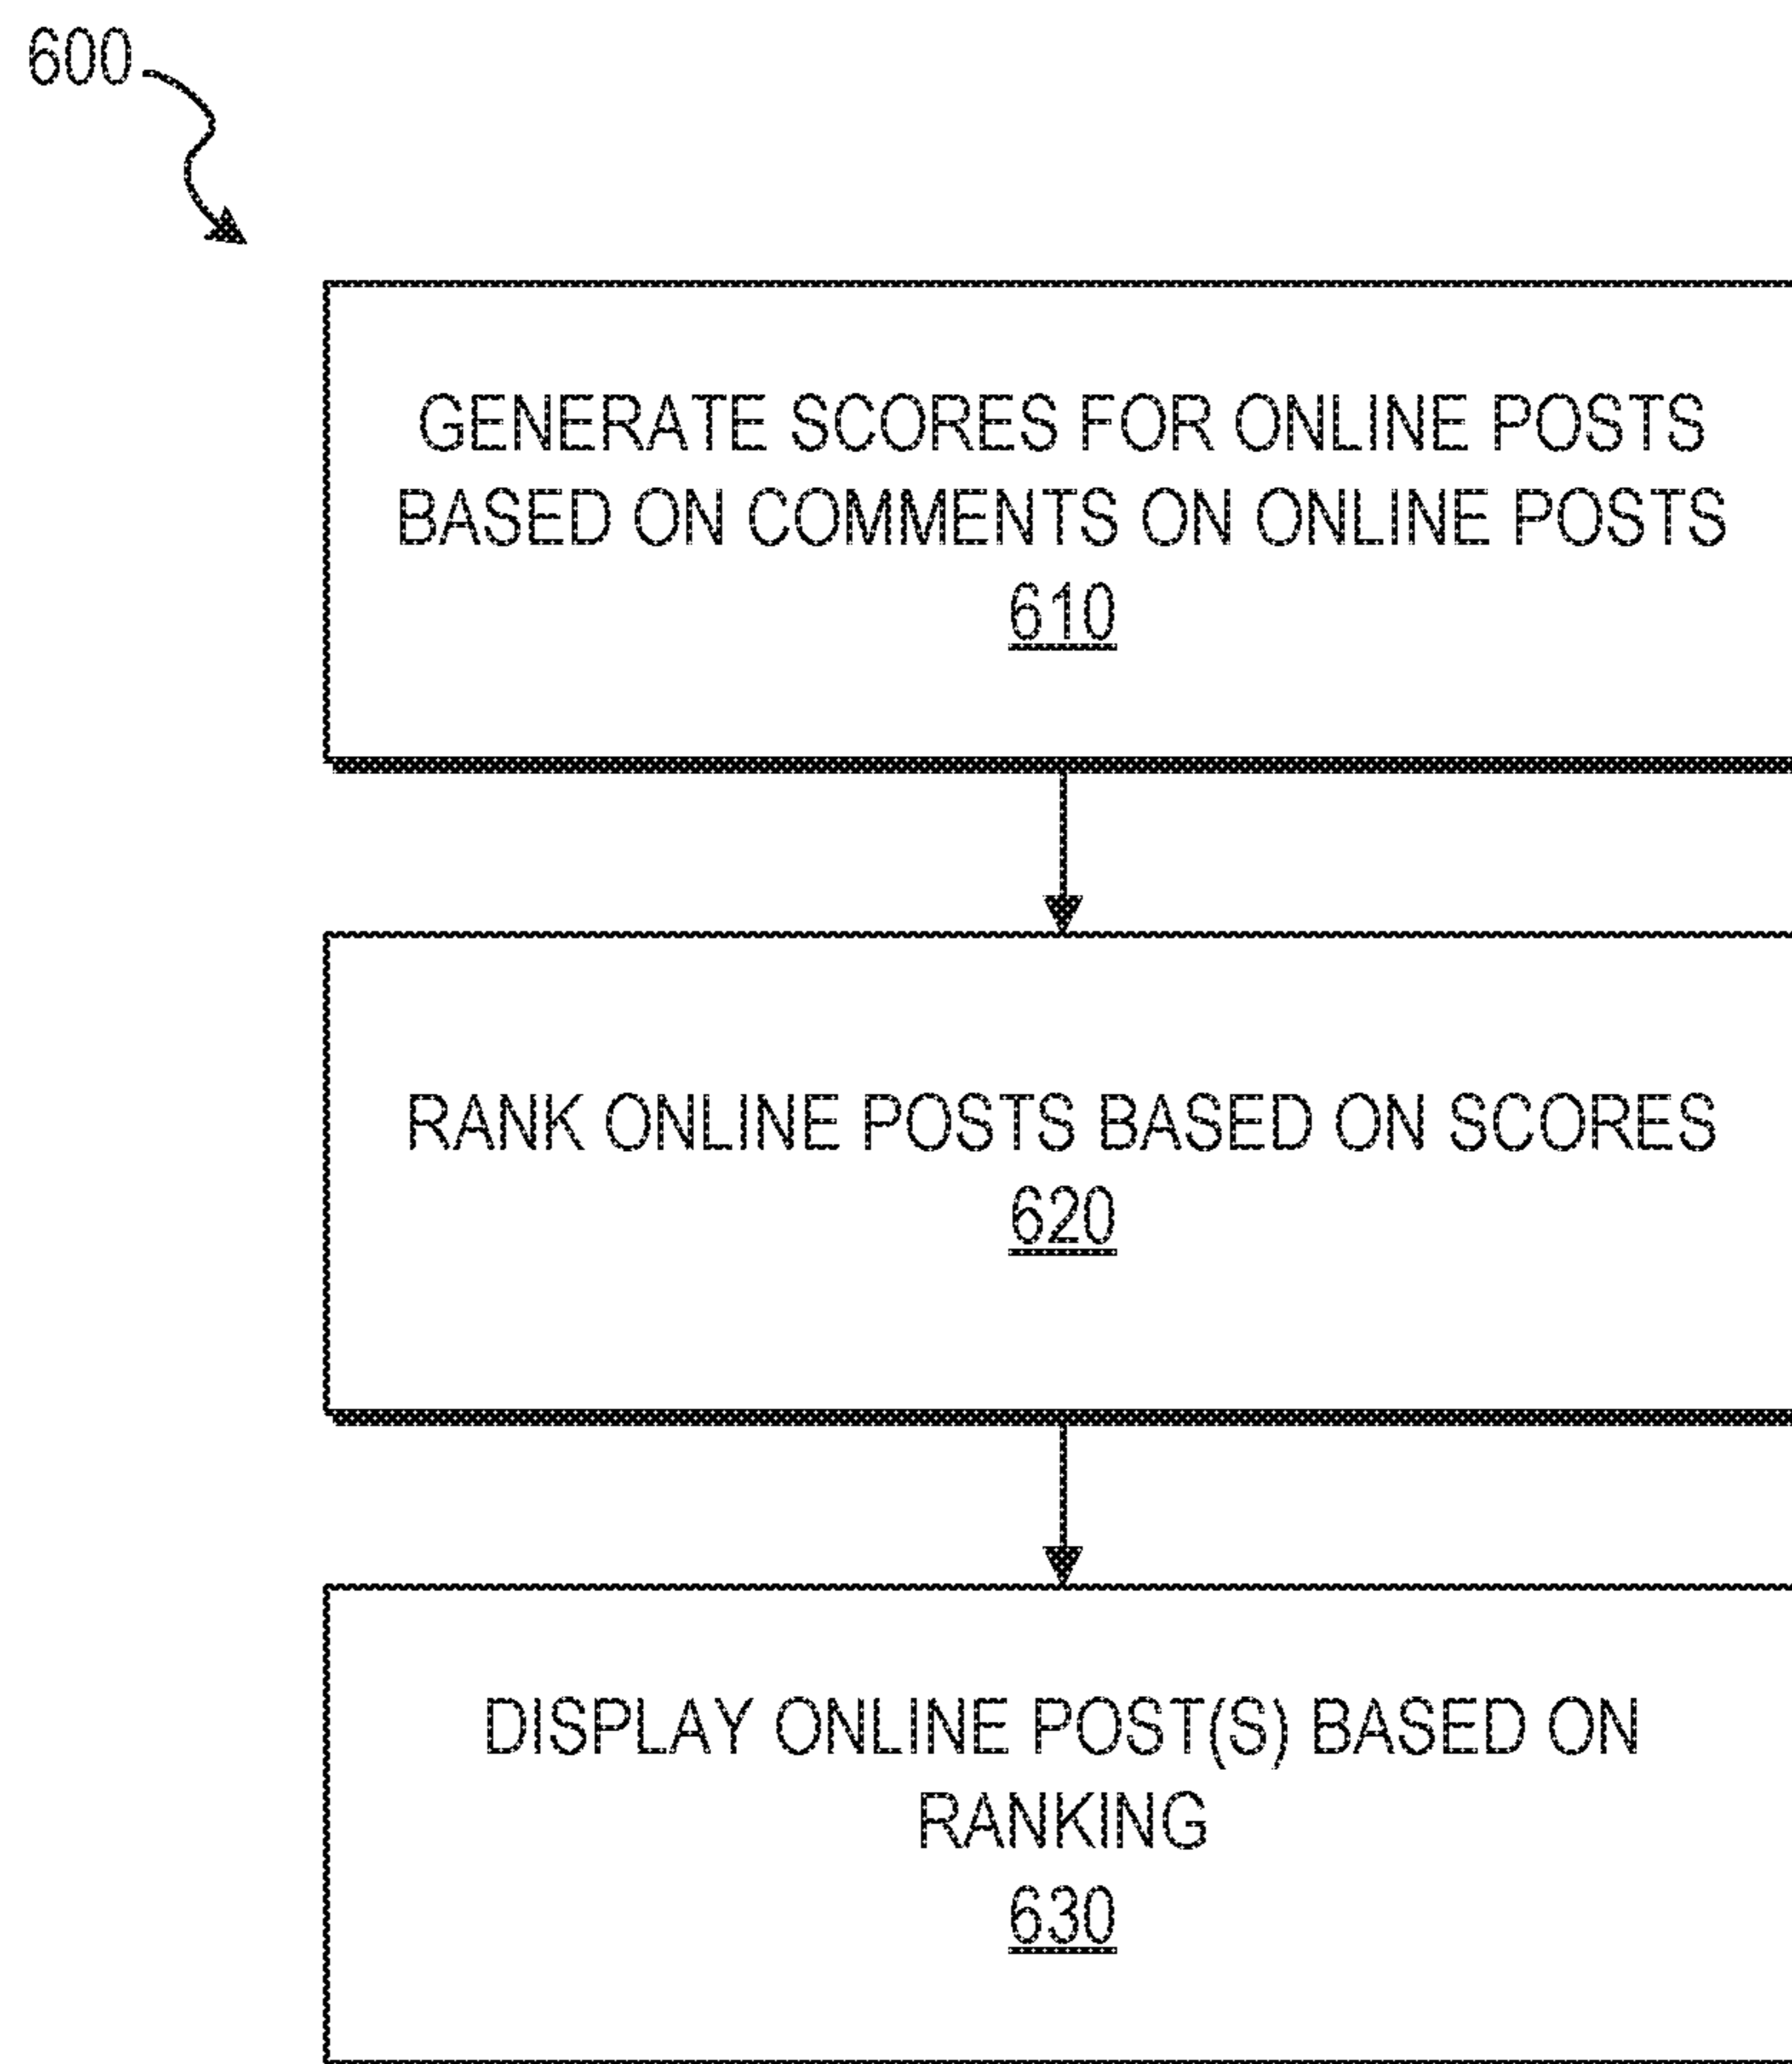 600
GENERATE SCORES FOR ONLINE POSTS
BASED ON COMMENTS ON ONLINE POSTS
610
RANK ONLINE POSTS BASED ON SCORES
620
DISPLAY ONLINE POST(S) BASED ON
RANKING
630